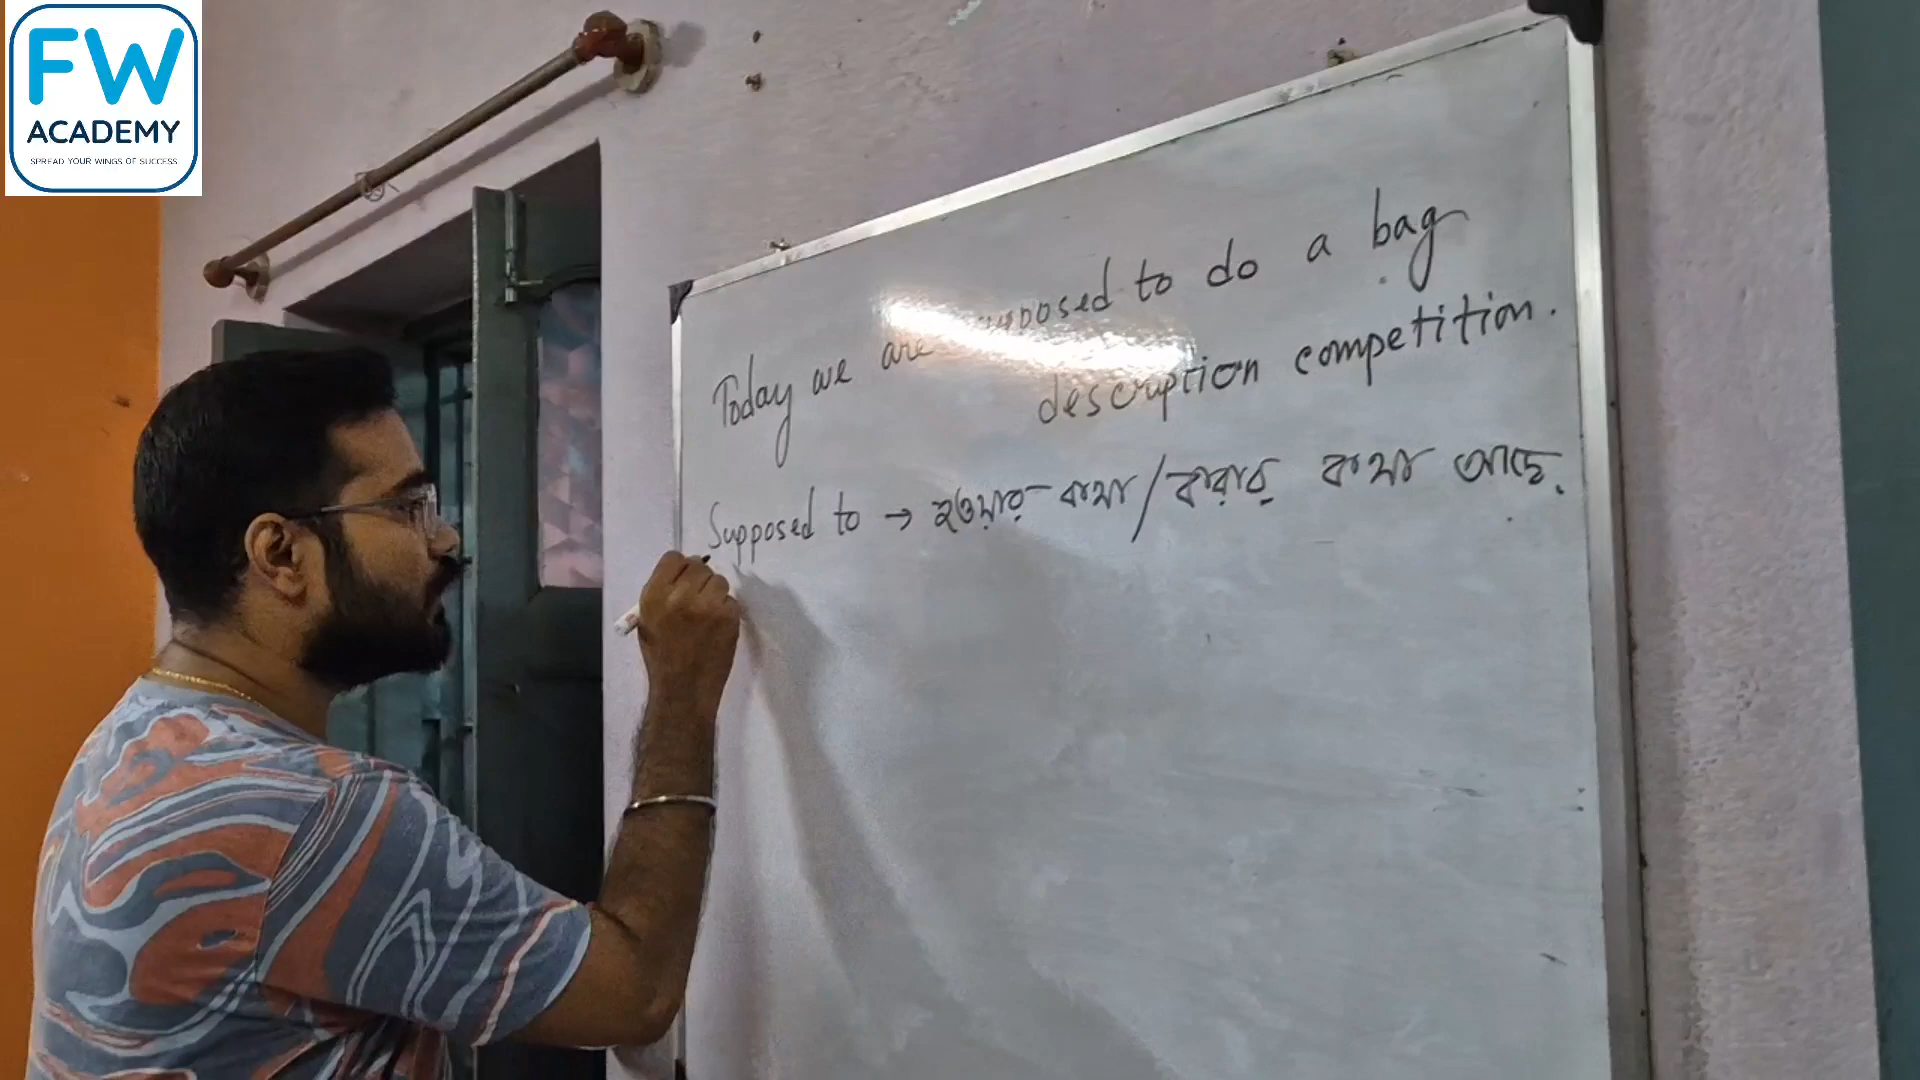 FW
ACADEMY
SPREAD YOUR WINGS OF SUCCESS
Today we are supposed to do a bag
description competition.
Supposed to → হওয়ার কথা / করার কথা আছে.